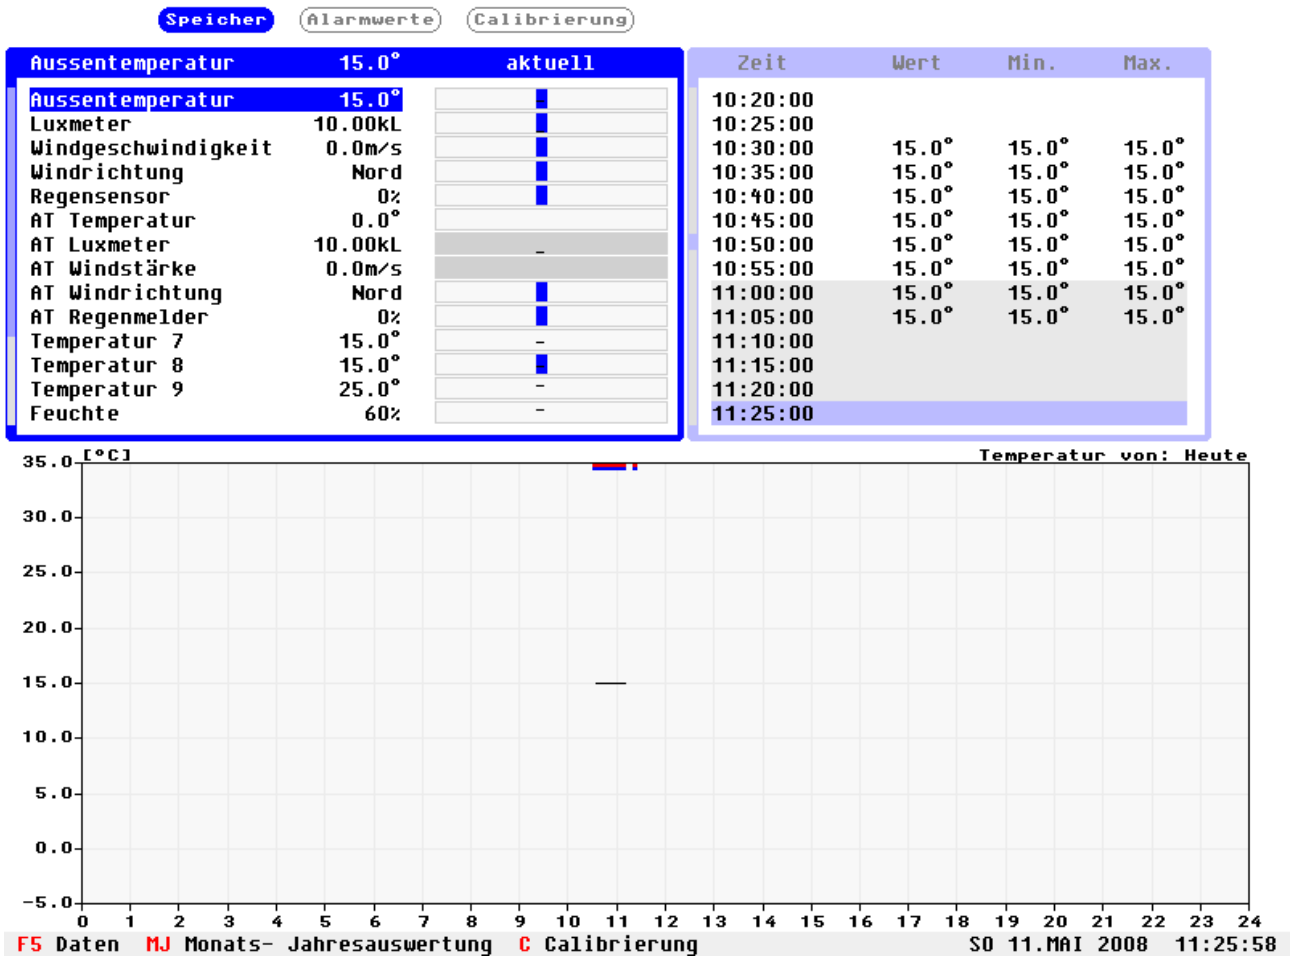 Speicher Alarmwerte Calibrierung
Aussentemperatur 15.0° aktuell
Aussentemperatur 15.0°
Luxmeter 10.00kL
Windgeschwindigkeit 0.0m/s
Windrichtung Nord
Regensensor 0%
AT Temperatur 0.0°
AT Luxmeter 10.00kL
AT Windstärke 0.0m/s
AT Windrichtung Nord
AT Regenmelder 0%
Temperatur 7 15.0°
Temperatur 8 15.0°
Temperatur 9 25.0°
Feuchte 60%
Zeit Wert Min. Max.
10:20:00
10:25:00
10:30:00 15.0° 15.0° 15.0°
10:35:00 15.0° 15.0° 15.0°
10:40:00 15.0° 15.0° 15.0°
10:45:00 15.0° 15.0° 15.0°
10:50:00 15.0° 15.0° 15.0°
10:55:00 15.0° 15.0° 15.0°
11:00:00 15.0° 15.0° 15.0°
11:05:00 15.0° 15.0° 15.0°
11:10:00
11:15:00
11:20:00
11:25:00
[°C] Temperatur von: Heute
35.0
30.0
25.0
20.0
15.0
10.0
5.0
0.0
-5.0
0 1 2 3 4 5 6 7 8 9 10 11 12 13 14 15 16 17 18 19 20 21 22 23 24
F5 Daten MJ Monats- Jahresauswertung C Calibrierung SO 11.MAI 2008 11:25:58